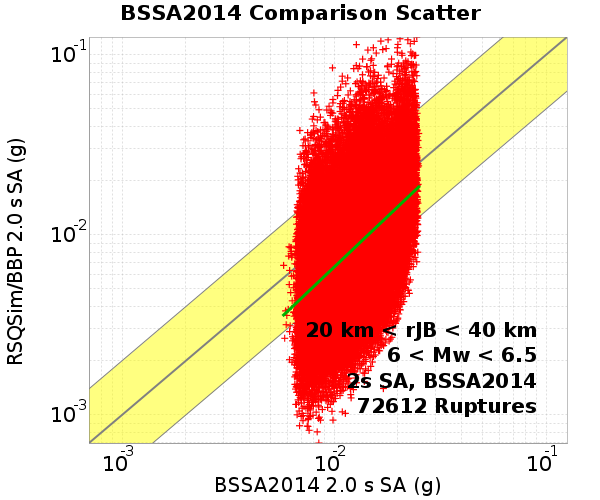 BSSA2014 Comparison Scatter
RSQSim/BBP 2.0 s SA (g)
10⁻¹
10⁻²
10⁻³
20 km < rJB < 40 km
6 < Mw < 6.5
2s SA, BSSA2014
72612 Ruptures
10⁻³ 10⁻² 10⁻¹
BSSA2014 2.0 s SA (g)